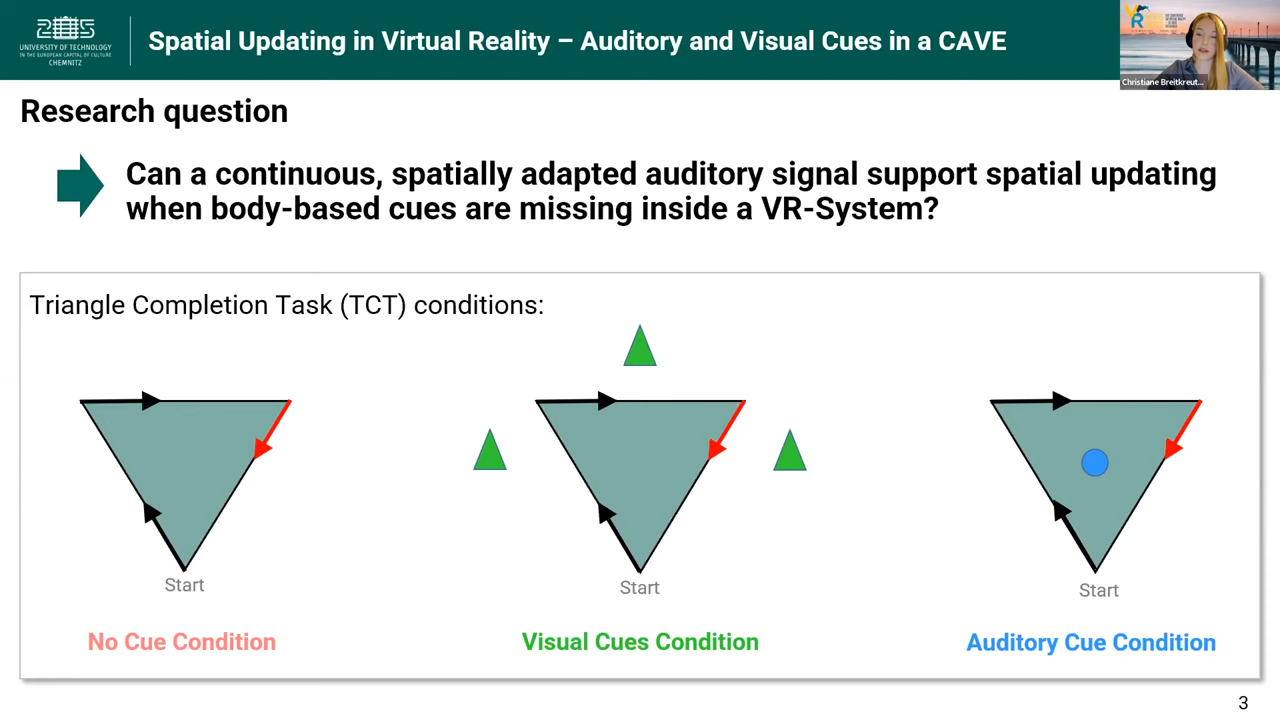 UNIVERSITY OF TECHNOLOGY
IN THE EUROPEAN CAPITAL OF CULTURE
CHEMNITZ
Spatial Updating in Virtual Reality – Auditory and Visual Cues in a CAVE
VR
Christiane Breitkreut...
Research question
Can a continuous, spatially adapted auditory signal support spatial updating
when body-based cues are missing inside a VR-System?
Triangle Completion Task (TCT) conditions:
Start
Start
Start
No Cue Condition
Visual Cues Condition
Auditory Cue Condition
3